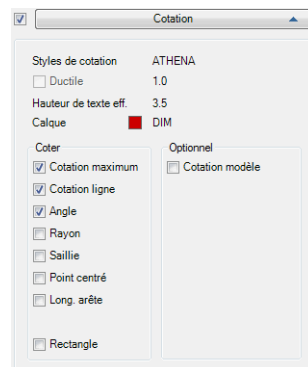 Cotation
Styles de cotation ATHENA
Ductile 1.0
Hauteur de texte eff. 3.5
Calque DIM
Coter
Cotation maximum
Cotation ligne
Angle
Rayon
Saillie
Point centré
Long. arête
Rectangle
Optionnel
Cotation modèle